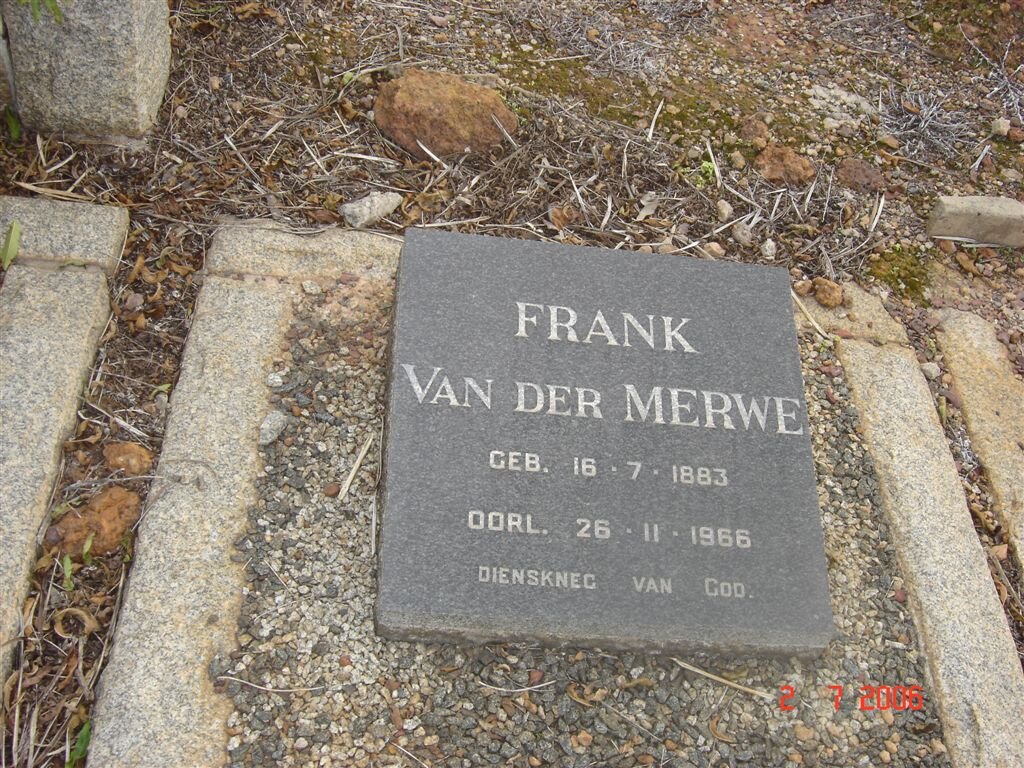 FRANK
VAN DER MERWE
GEB. 16 · 7 · 1883
OORL. 26 · 11 · 1966
DIENSKNEG VAN GOD.
2 7 2006